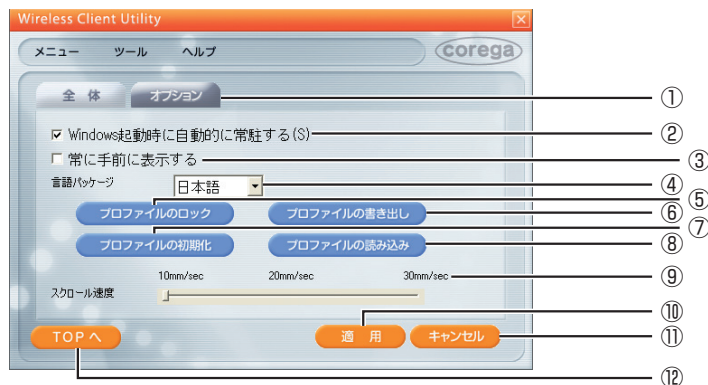 Wireless Client Utility
メニュー ツール ヘルプ corega
全 体 オプション ①
Windows起動時に自動的に常駐する(S) ②
常に手前に表示する ③
言語パッケージ 日本語 ④
⑤
プロファイルのロック プロファイルの書き出し ⑥
⑦
プロファイルの初期化 プロファイルの読み込み ⑧
10mm/sec 20mm/sec 30mm/sec ⑨
スクロール速度
⑩
TOPへ 適 用 キャンセル ⑪
⑫